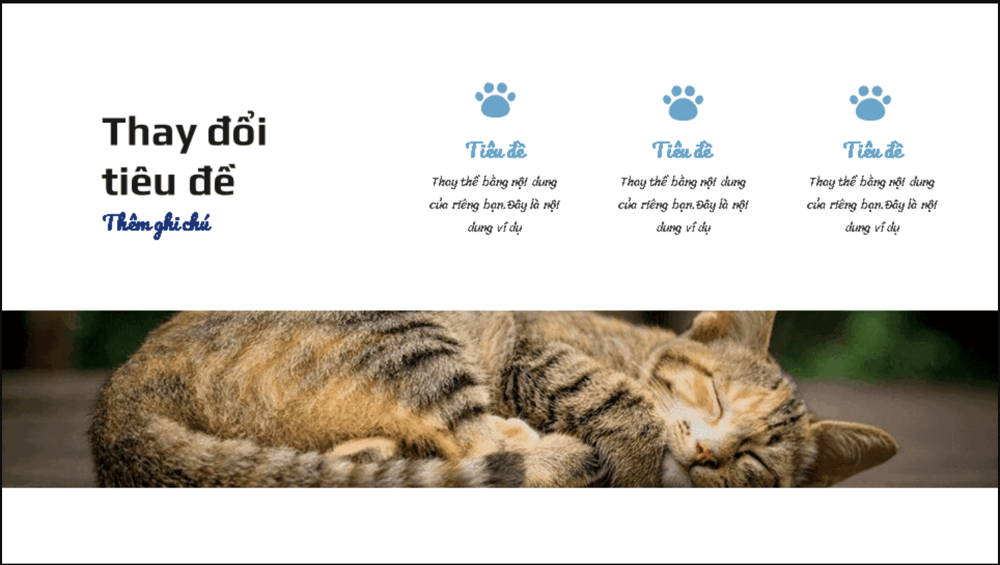 Thay đổi
tiêu đề
Thêm ghi chú
Tiêu đề
Thay thế bằng nội dung
của riêng bạn.Đây là nội
dung ví dụ
Tiêu đề
Thay thế bằng nội dung
của riêng bạn.Đây là nội
dung ví dụ
Tiêu đề
Thay thế bằng nội dung
của riêng bạn.Đây là nội
dung ví dụ